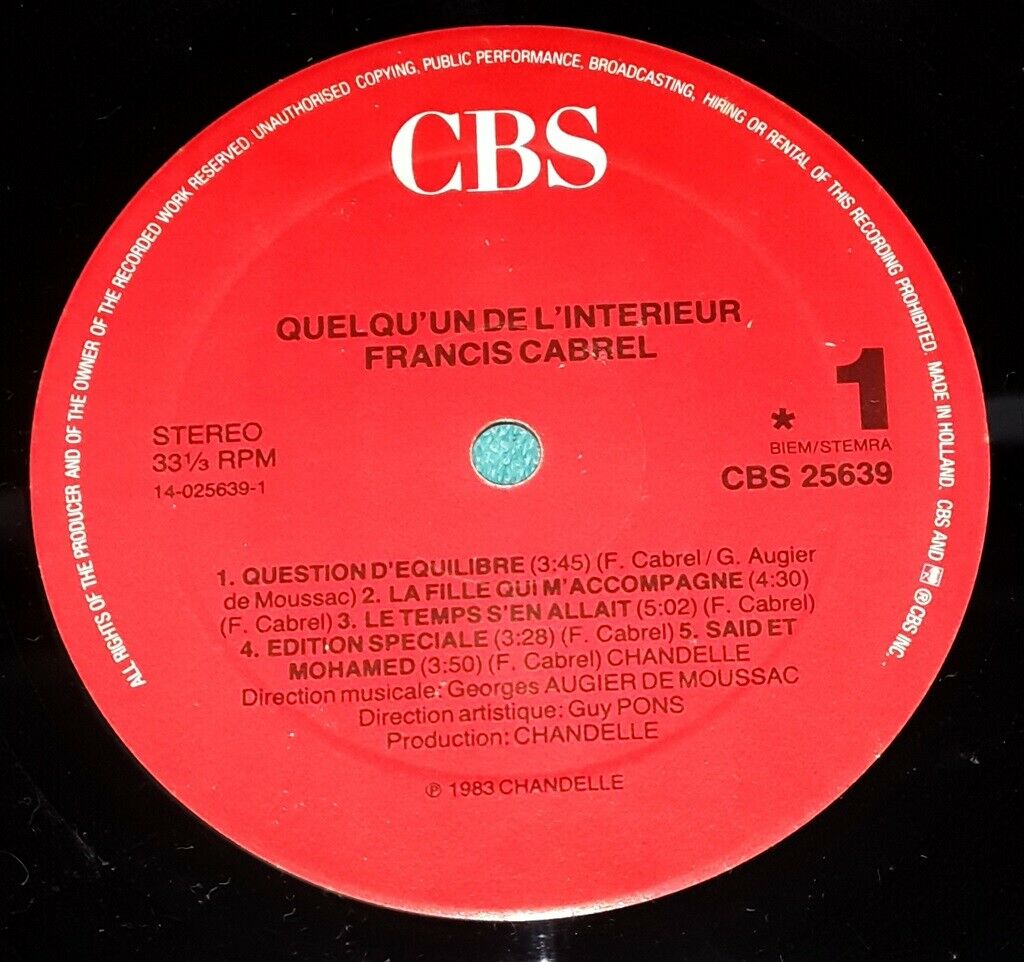 ALL RIGHTS OF THE PRODUCER AND OF THE OWNER OF THE RECORDED WORK RESERVED. UNAUTHORISED COPYING, PUBLIC PERFORMANCE, BROADCASTING, HIRING OR RENTAL OF THIS RECORDING PROHIBITED. MADE IN HOLLAND. CBS AND ℗ CBS INC.
CBS
QUELQU'UN DE L'INTERIEUR
FRANCIS CABREL
STEREO
33⅓ RPM
14-025639-1
* 1
BIEM/STEMRA
CBS 25639
1. QUESTION D'EQUILIBRE (3:45) (F. Cabrel / G. Augier
de Moussac) 2. LA FILLE QUI M'ACCOMPAGNE (4:30)
(F. Cabrel) 3. LE TEMPS S'EN ALLAIT (5:02) (F. Cabrel)
4. EDITION SPECIALE (3:28) (F. Cabrel) 5. SAID ET
MOHAMED (3:50) (F. Cabrel) CHANDELLE
Direction musicale: Georges AUGIER DE MOUSSAC
Direction artistique: Guy PONS
Production: CHANDELLE
℗ 1983 CHANDELLE